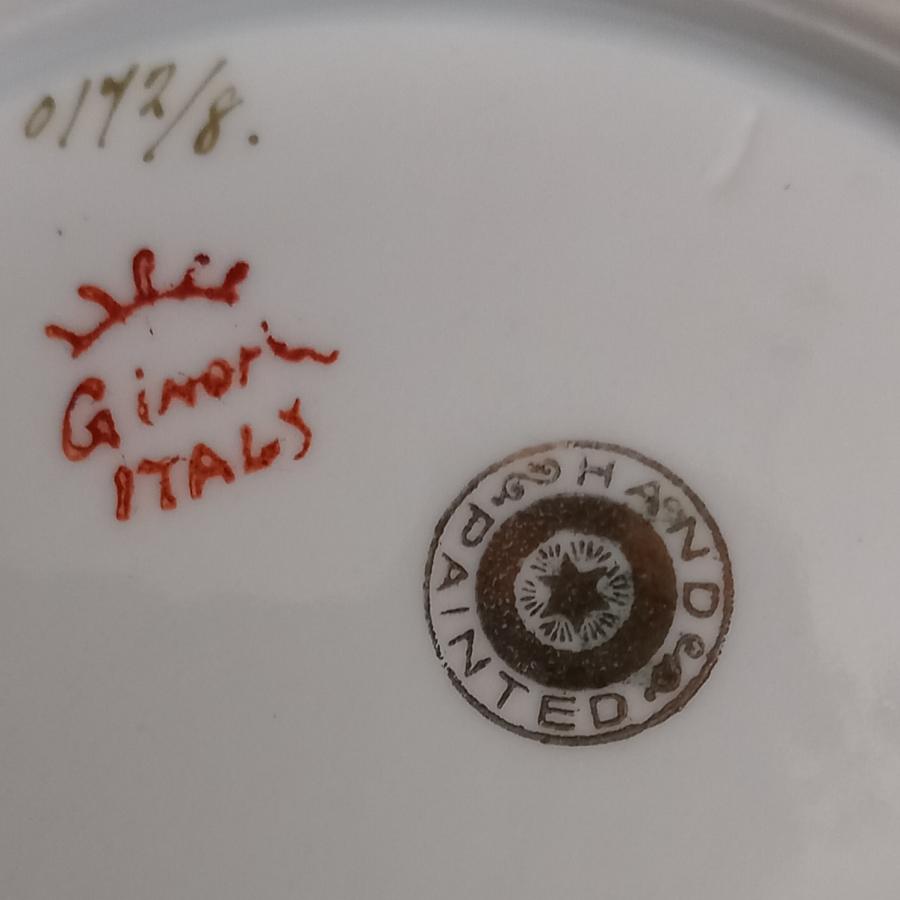 0172/8.
Ginori
ITALY
HAND PAINTED